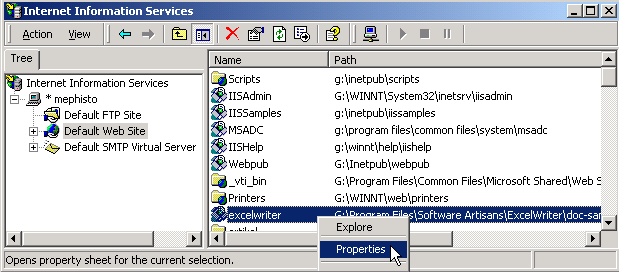 Internet Information Services
Action View
Tree
Name Path
Internet Information Services
* mephisto
Default FTP Site
Default Web Site
Default SMTP Virtual Server
Scripts g:\inetpub\scripts
IISAdmin G:\WINNT\System32\inetsrv\iisadmin
IISSamples g:\inetpub\iissamples
MSADC g:\program files\common files\system\msadc
IISHelp g:\winnt\help\iishelp
Webpub g:\Inetpub\webpub
_vti_bin G:\Program Files\Common Files\Microsoft Shared\Web S
Printers G:\WINNT\web\printers
excelwriter G:\Program Files\Software Artisans\ExcelWriter\doc-sa
Explore
Properties
Opens property sheet for the current selection.